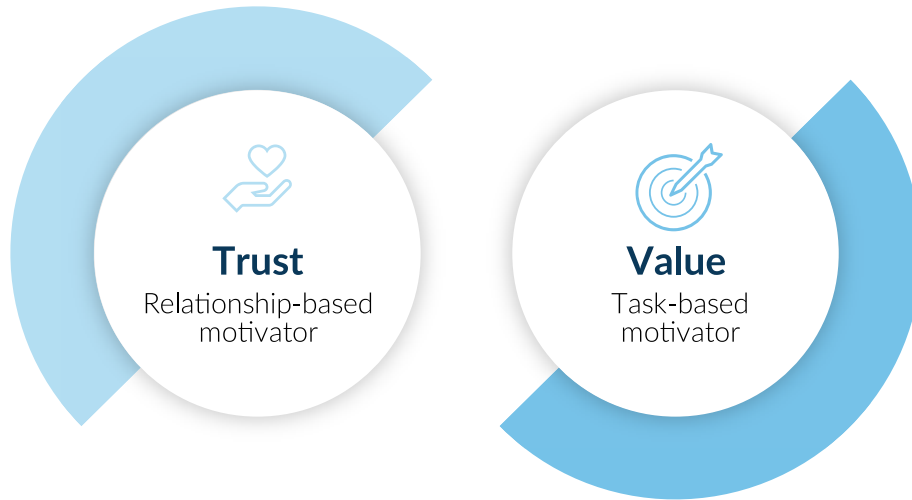 Trust
Relationship-based
motivator
Value
Task-based
motivator